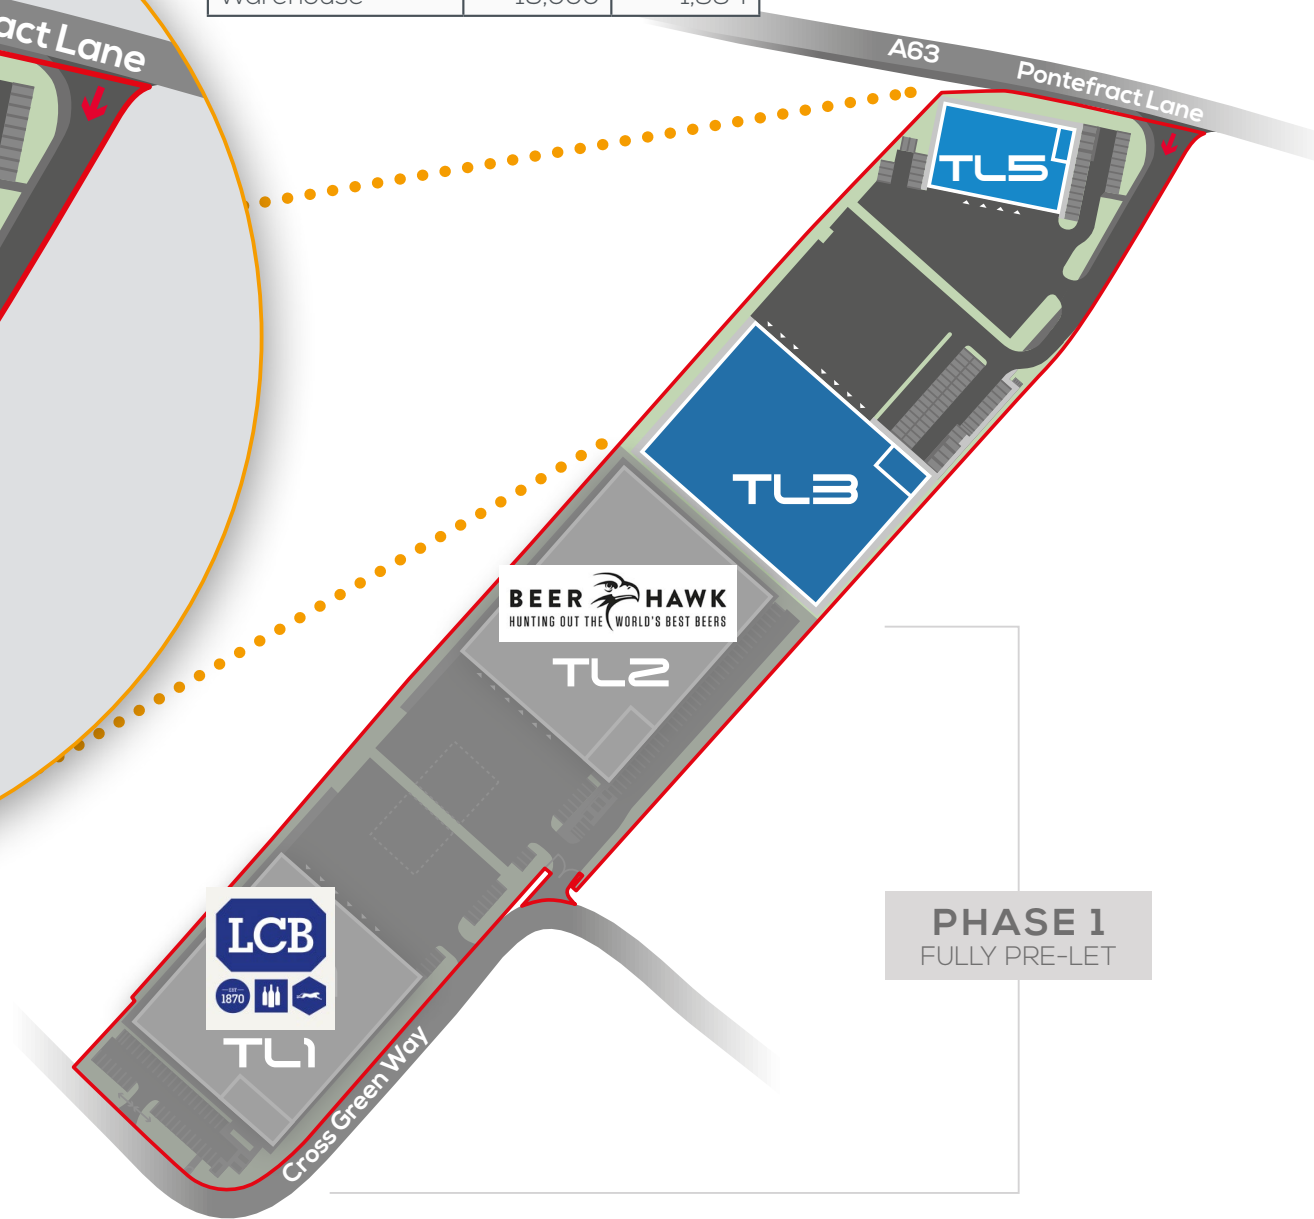 Warehouse
act Lane
A63
Pontefract Lane
TL5
TL3
BEER HAWK
HUNTING OUT THE WORLD'S BEST BEERS
TL2
LCB
EST
1870
TL1
Cross Green Way
PHASE 1
FULLY PRE-LET